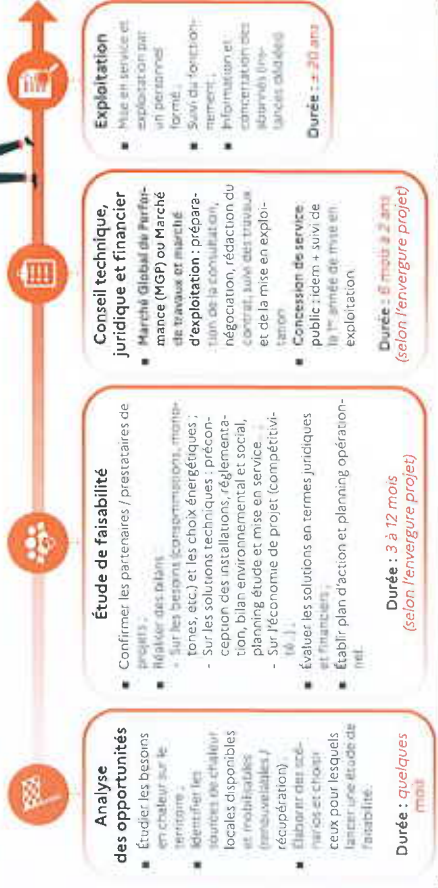 Analyse
des opportunités
■ Étudier les besoins
en chaleur sur le
territoire ;
■ Identifier les
sources de chaleur
locales disponibles
et mobilisables
(renouvelables /
récupération)
■ Élaborer des scé-
narios et choisir
ceux pour lesquels
lancer une étude de
faisabilité.
Durée : quelques
mois
Étude de faisabilité
■ Confirmer les partenaires / prestataires de
projets ;
■ Réaliser des bilans
- Sur les besoins (consommations, mono-
tones, etc.) et les choix énergétiques ;
- Sur les solutions techniques : précon-
ception des installations, réglementa-
tion, bilan environnemental et social,
planning étude et mise en service
- Sur l'économie de projet (compétitivi-
té...) ;
■ Évaluer les solutions en termes juridiques
et financiers ;
■ Établir plan d'action et planning opération-
nel.
Durée : 3 à 12 mois
(selon l'envergure projet)
Conseil technique,
juridique et financier
■ Marché Global de Perfor-
mance (MGP) ou Marché
de travaux et marché
d'exploitation : prépara-
tion de la consultation,
négociation, rédaction du
contrat, suivi des travaux
et de la mise en exploi-
tation
■ Concession de service
public : idem + suivi de
la 1re année de mise en
exploitation.
Durée : 6 mois à 2 ans
(selon l'envergure projet)
Exploitation
■ Mise en service et
exploitation par
un personnel
formé ;
■ Suivi du fonction-
nement ;
■ Information et
concertation des
abonnés (ins-
tances dédiées)
Durée : ± 20 ans